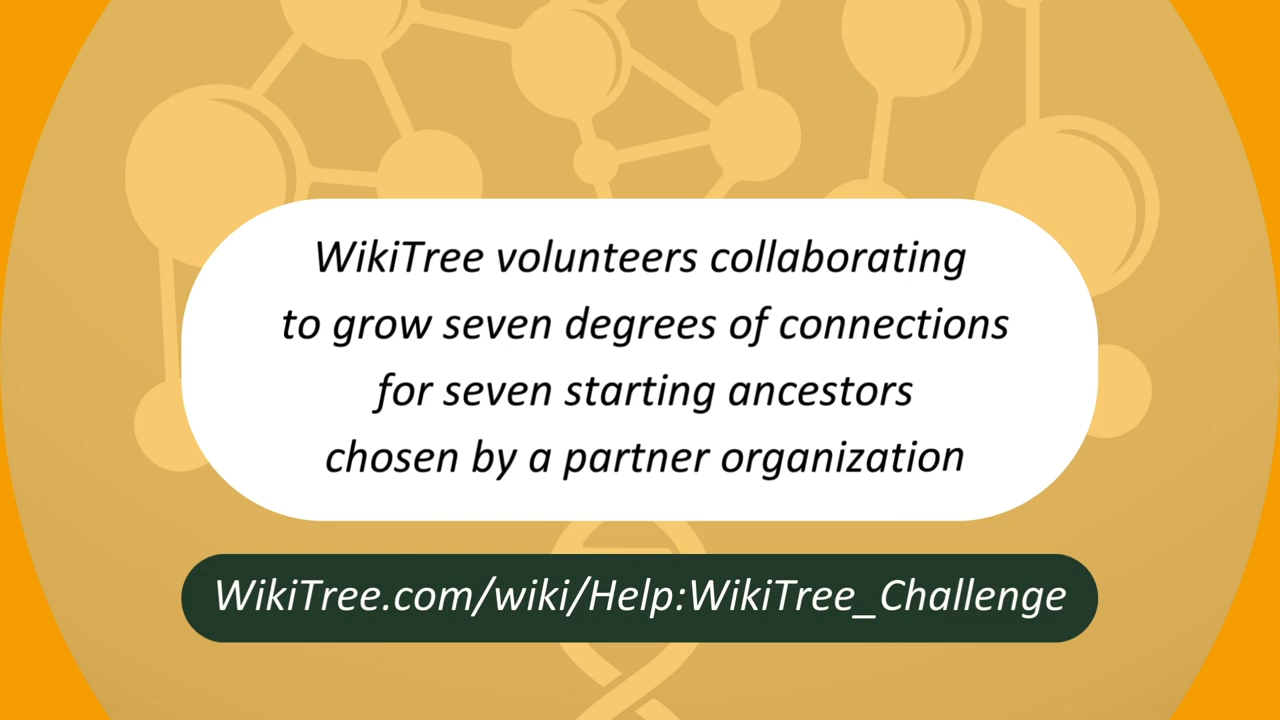 WikiTree volunteers collaborating
to grow seven degrees of connections
for seven starting ancestors
chosen by a partner organization
WikiTree.com/wiki/Help:WikiTree_Challenge